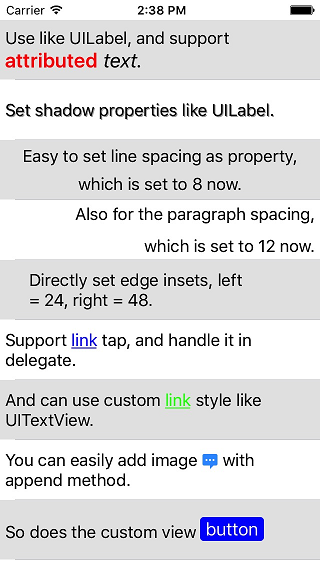 Carrier 2:38 PM
Use like UILabel, and support
attributed text.
Set shadow properties like UILabel.
Easy to set line spacing as property,
which is set to 8 now.
Also for the paragraph spacing,
which is set to 12 now.
Directly set edge insets, left
= 24, right = 48.
Support link tap, and handle it in
delegate.
And can use custom link style like
UITextView.
You can easily add image with
append method.
So does the custom view button